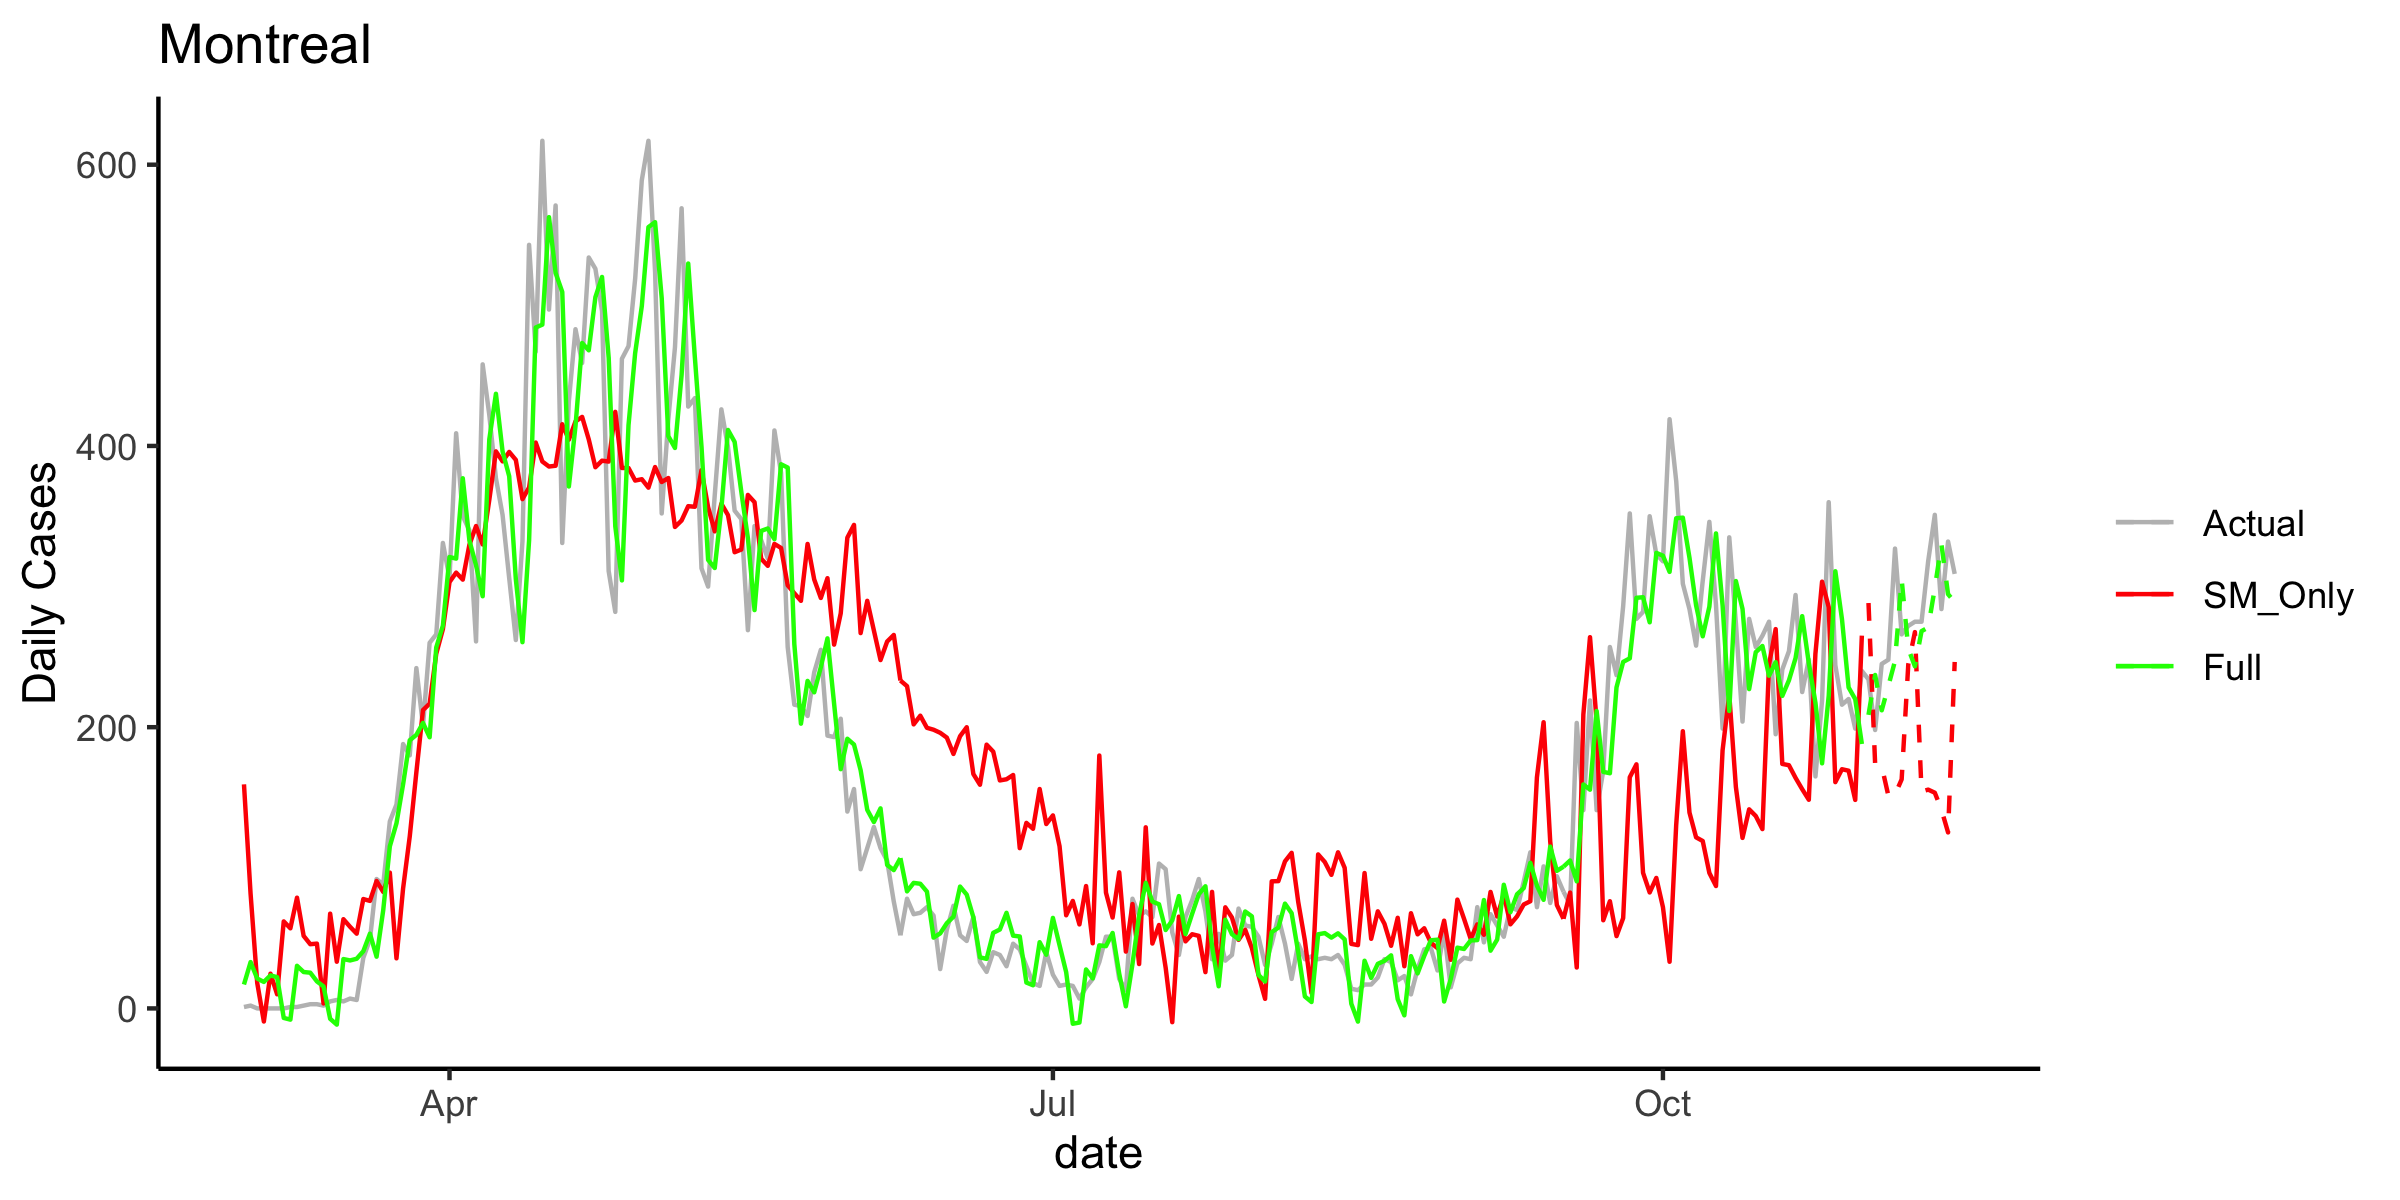 Montreal
Daily Cases
600
400
200
0
Apr
Jul
Oct
date
Actual
SM_Only
Full